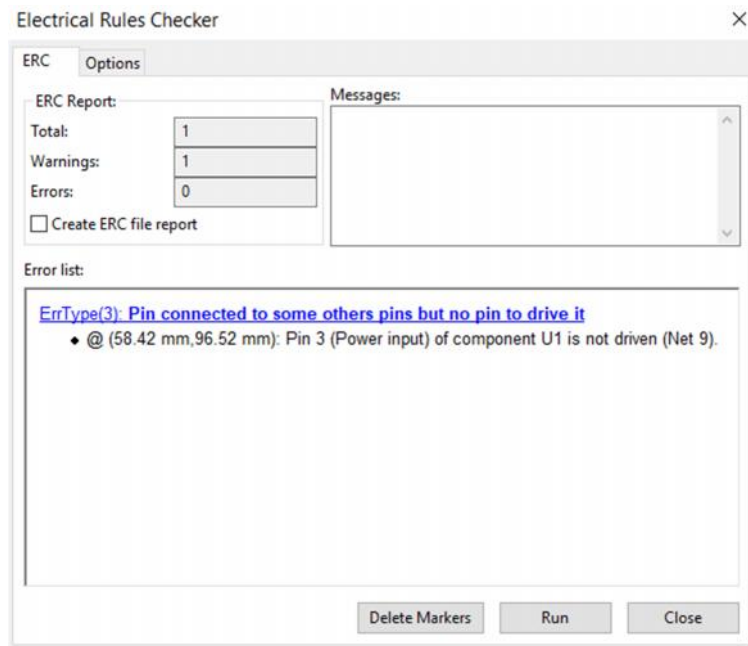 Electrical Rules Checker
ERC
Options
ERC Report:
Total: 1
Warnings: 1
Errors: 0
Create ERC file report
Messages:
Error list:
ErrType(3): Pin connected to some others pins but no pin to drive it
@ (58.42 mm,96.52 mm): Pin 3 (Power input) of component U1 is not driven (Net 9).
Delete Markers
Run
Close